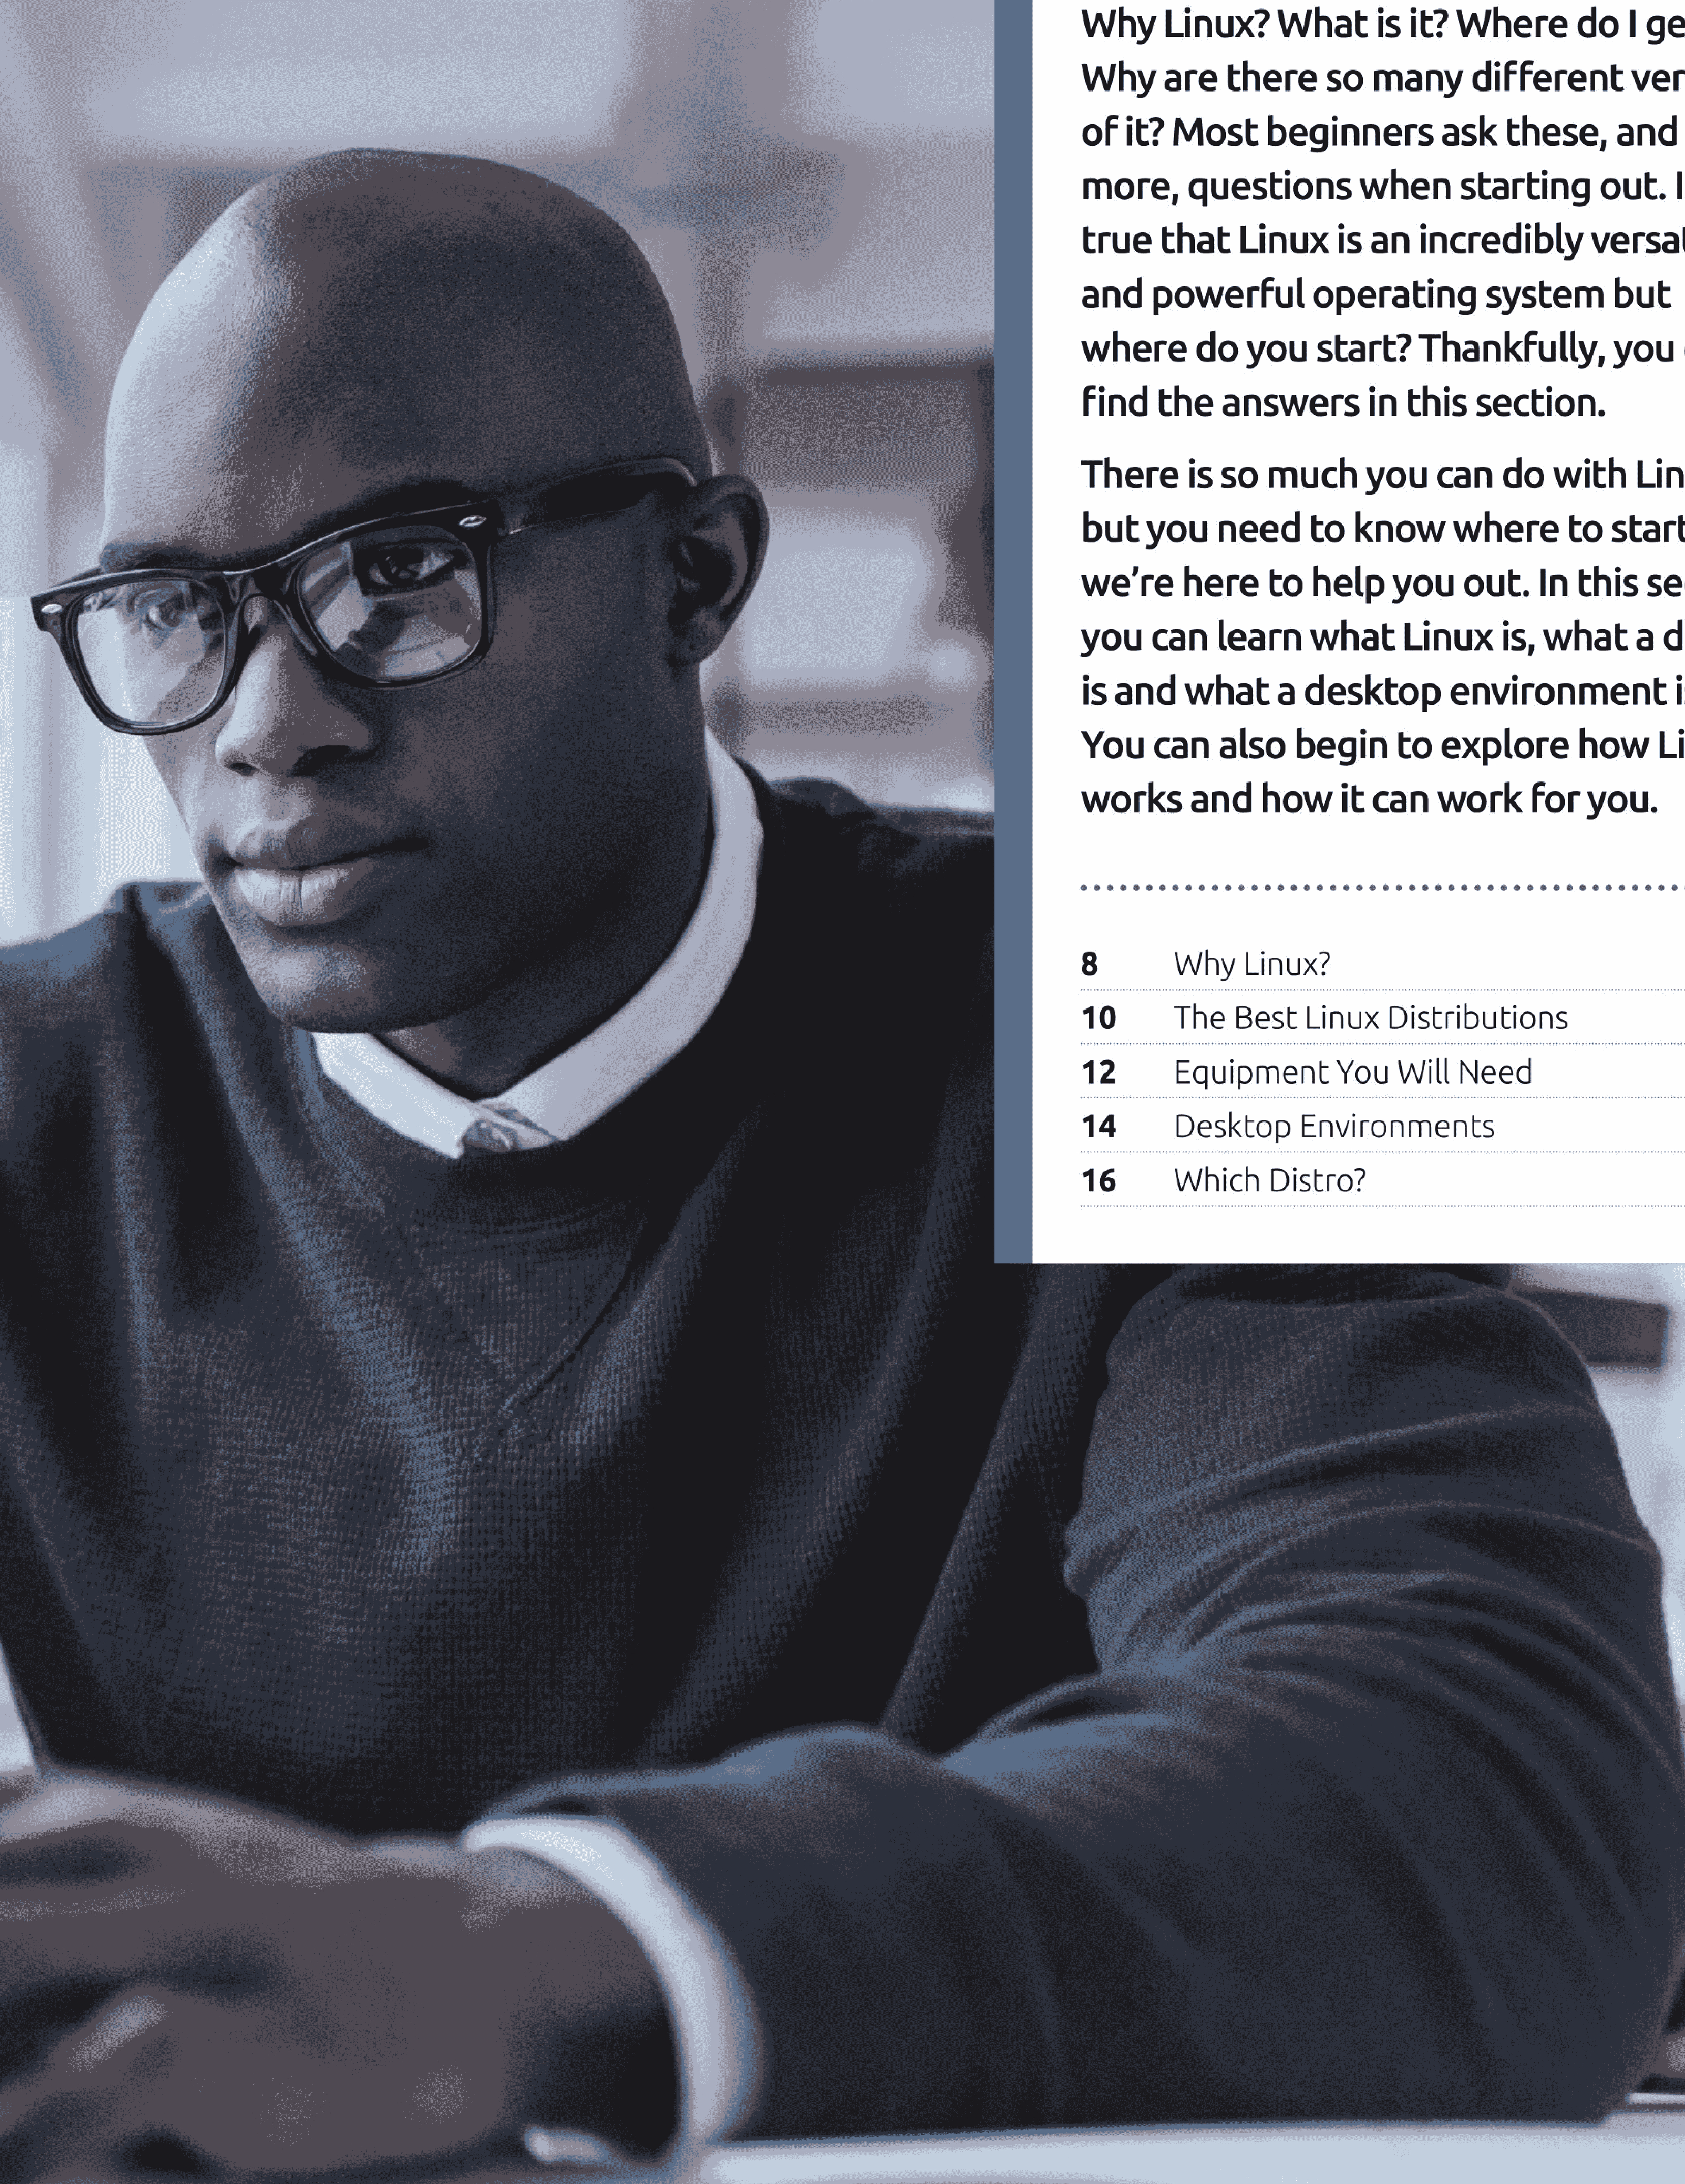 Why Linux? What is it? Where do I
Why are there so many different
of it? Most beginners ask these, and
more, questions when starting out.
true that Linux is an incredibly
and powerful operating system but
where do you start? Thankfully, you
find the answers in this section.
There is so much you can do with
but you need to know where to start
we’re here to help you out. In this
you can learn what Linux is, what a
is and what a desktop environment
You can also begin to explore how
works and how it can work for you.
8 Why Linux?
10 The Best Linux Distributions
12 Equipment You Will Need
14 Desktop Environments
16 Which Distro?